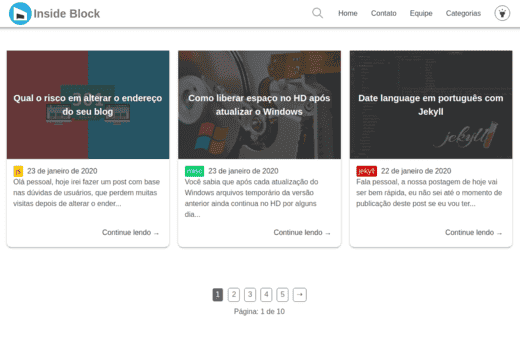 Inside Block
Home Contato Equipe Categorias
301
Qual o risco em alterar o endereço
do seu blog
js 23 de janeiro de 2020
Olá pessoal, hoje irei fazer um post com base
nas dúvidas de usuários, que perdem muitas
visitas depois de alterar o ender...
Continue lendo →
Como liberar espaço no HD após
atualizar o Windows
misc 23 de janeiro de 2020
Você sabia que após cada atualização do
Windows arquivos temporário da versão
anterior ainda continua no HD por alguns
dia...
Continue lendo →
Date language em português com
Jekyll
jekyll
jekyll 22 de janeiro de 2020
Fala pessoal, a nossa postagem de hoje vai
ser bem rápida, eu não sei até o momento de
publicação deste post se eu vou ter...
Continue lendo →
1 2 3 4 5 →
Página: 1 de 10